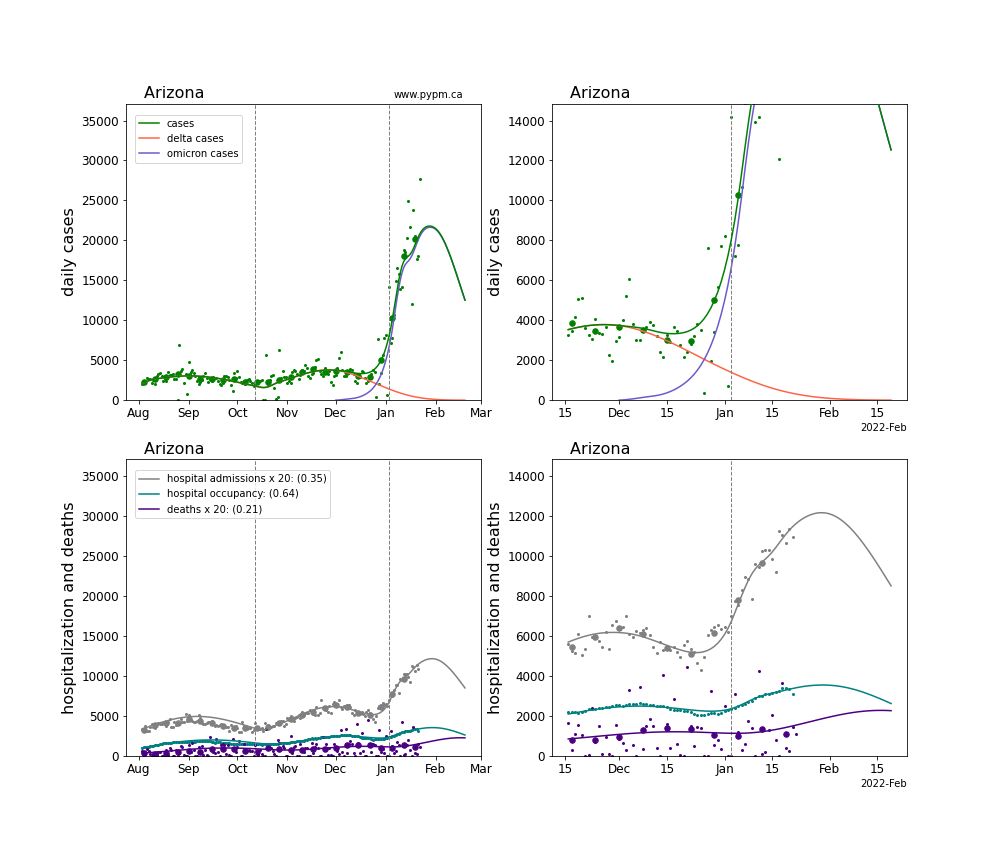 Arizona
www.pypm.ca
daily cases
35000
30000
25000
20000
15000
10000
5000
0
cases
delta cases
omicron cases
Aug Sep Oct Nov Dec Jan Feb Mar
Arizona
daily cases
14000
12000
10000
8000
6000
4000
2000
0
15 Dec 15 Jan 15 Feb 15
2022-Feb
Arizona
hospitalization and deaths
35000
30000
25000
20000
15000
10000
5000
0
hospital admissions x 20: (0.35)
hospital occupancy: (0.64)
deaths x 20: (0.21)
Aug Sep Oct Nov Dec Jan Feb Mar
Arizona
hospitalization and deaths
14000
12000
10000
8000
6000
4000
2000
0
15 Dec 15 Jan 15 Feb 15
2022-Feb